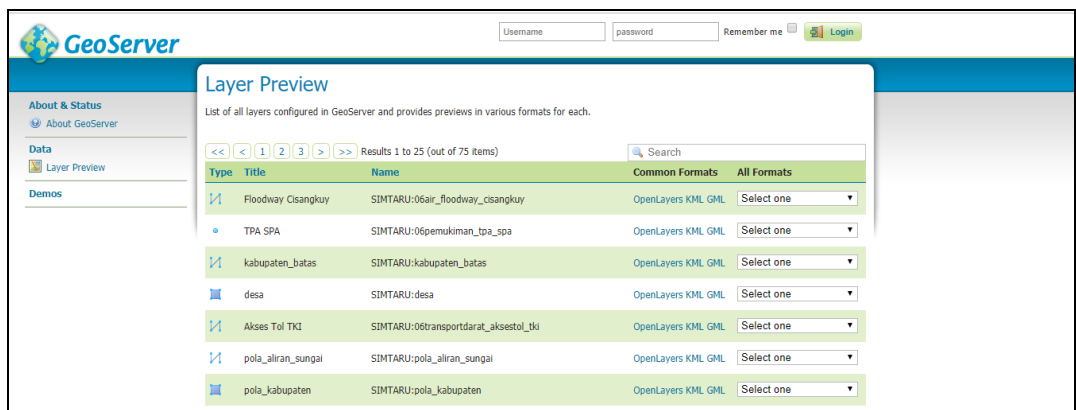 GeoServer
Username password Remember me Login
Layer Preview
List of all layers configured in GeoServer and provides previews in various formats for each.
About & Status
About GeoServer
Data
Layer Preview
Demos
<< < 1 2 3 > >> Results 1 to 25 (out of 75 items) Search
Type Title Name Common Formats All Formats
Floodway Cisangkuy SIMTARU:06air_floodway_cisangkuy OpenLayers KML GML Select one
TPA SPA SIMTARU:06pemukiman_tpa_spa OpenLayers KML GML Select one
kabupaten_batas SIMTARU:kabupaten_batas OpenLayers KML GML Select one
desa SIMTARU:desa OpenLayers KML GML Select one
Akses Tol TKI SIMTARU:06transportdarat_aksestol_tki OpenLayers KML GML Select one
pola_aliran_sungai SIMTARU:pola_aliran_sungai OpenLayers KML GML Select one
pola_kabupaten SIMTARU:pola_kabupaten OpenLayers KML GML Select one